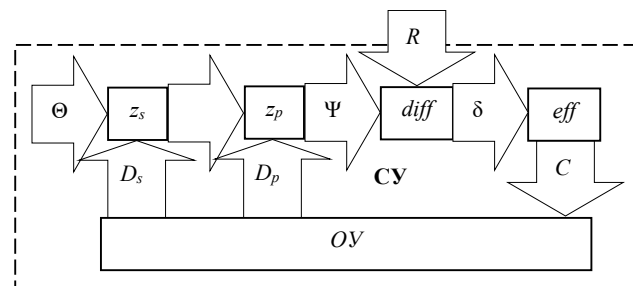 R
Θ z_s z_p Ψ diff δ eff
D_s D_p СУ C
ОУ